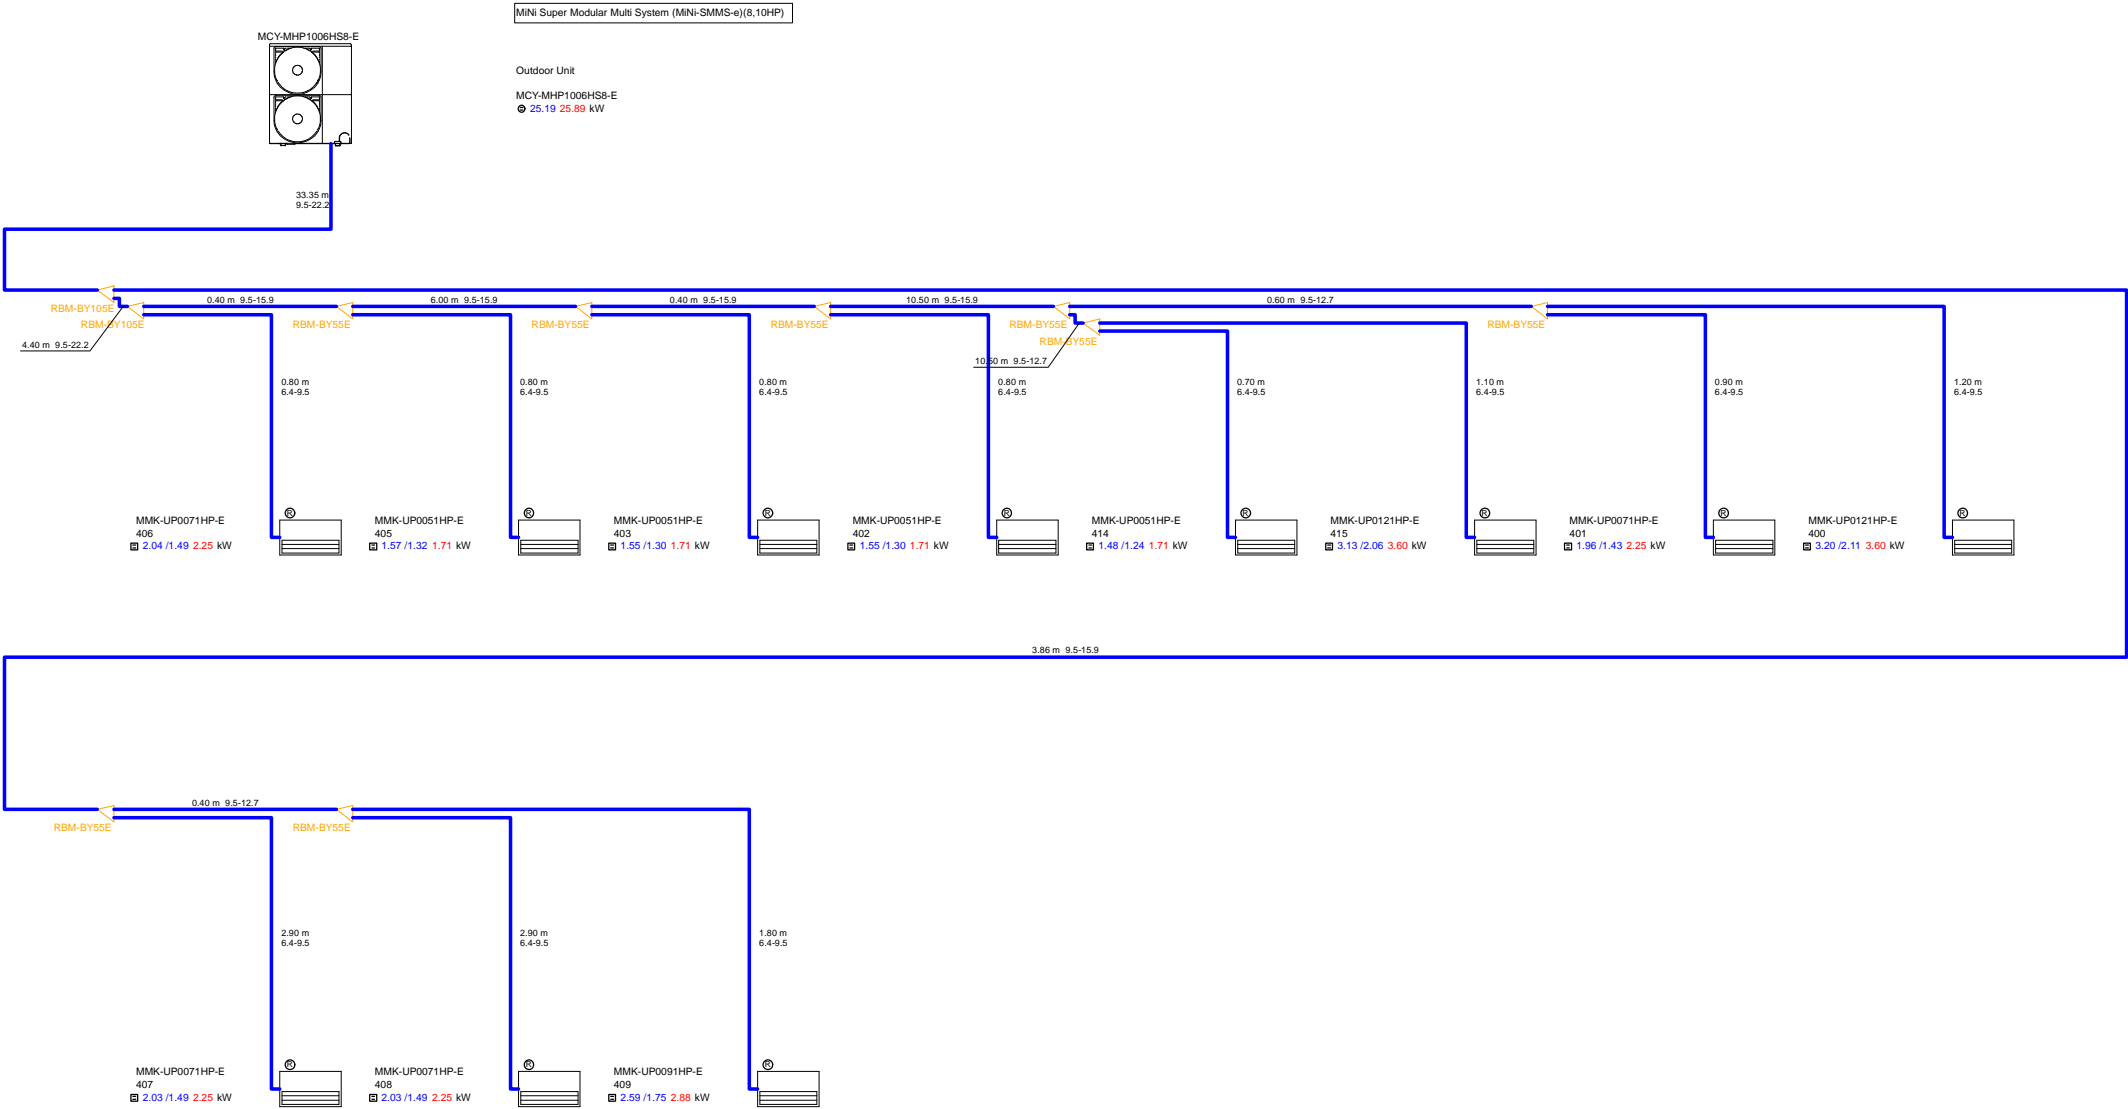 MiNi Super Modular Multi System (MiNi-SMMS-e)(8,10HP)
MCY-MHP1006HS8-E
Outdoor Unit
MCY-MHP1006HS8-E
25.19 25.89 kW
33.35 m
9.5-22.2
0.40 m 9.5-15.9
6.00 m 9.5-15.9
0.40 m 9.5-15.9
10.50 m 9.5-15.9
0.60 m 9.5-12.7
RBM-BY105E
RBM-BY105E
RBM-BY55E
RBM-BY55E
RBM-BY55E
RBM-BY55E
RBM-BY55E
RBM-BY55E
4.40 m 9.5-22.2
10.60 m 9.5-12.7
0.80 m
6.4-9.5
0.80 m
6.4-9.5
0.80 m
6.4-9.5
0.80 m
6.4-9.5
0.70 m
6.4-9.5
1.10 m
6.4-9.5
0.90 m
6.4-9.5
1.20 m
6.4-9.5
MMK-UP0071HP-E
406
2.04 /1.49 2.25 kW
R
MMK-UP0051HP-E
405
1.57 /1.32 1.71 kW
R
MMK-UP0051HP-E
403
1.55 /1.30 1.71 kW
R
MMK-UP0051HP-E
402
1.55 /1.30 1.71 kW
R
MMK-UP0051HP-E
414
1.48 /1.24 1.71 kW
R
MMK-UP0121HP-E
415
3.13 /2.06 3.60 kW
R
MMK-UP0071HP-E
401
1.96 /1.43 2.25 kW
R
MMK-UP0121HP-E
400
3.20 /2.11 3.60 kW
R
3.86 m 9.5-15.9
0.40 m 9.5-12.7
RBM-BY55E
RBM-BY55E
2.90 m
6.4-9.5
2.90 m
6.4-9.5
1.80 m
6.4-9.5
MMK-UP0071HP-E
407
2.03 /1.49 2.25 kW
R
MMK-UP0071HP-E
408
2.03 /1.49 2.25 kW
R
MMK-UP0091HP-E
409
2.59 /1.75 2.88 kW
R